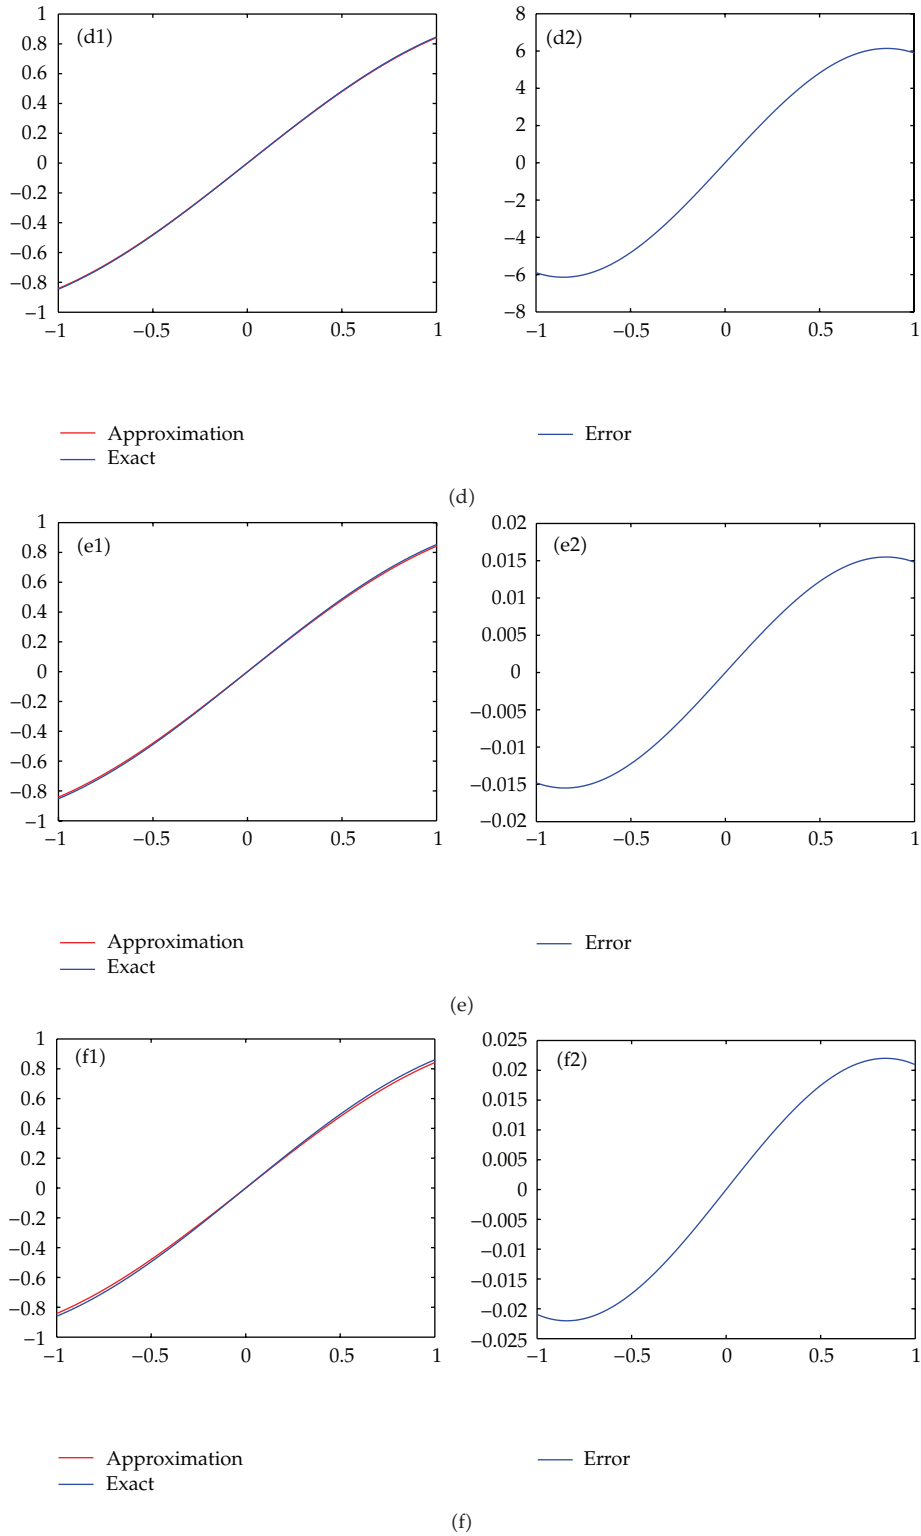 (d1)
1
0.8
0.6
0.4
0.2
0
−0.2
−0.4
−0.6
−0.8
−1
−1 −0.5 0 0.5 1
Approximation
Exact
(d2)
8
6
4
2
0
−2
−4
−6
−8
−1 −0.5 0 0.5 1
Error
(d)
(e1)
1
0.8
0.6
0.4
0.2
0
−0.2
−0.4
−0.6
−0.8
−1
−1 −0.5 0 0.5 1
Approximation
Exact
(e2)
0.02
0.015
0.01
0.005
0
−0.005
−0.01
−0.015
−0.02
−1 −0.5 0 0.5 1
Error
(e)
(f1)
1
0.8
0.6
0.4
0.2
0
−0.2
−0.4
−0.6
−0.8
−1
−1 −0.5 0 0.5 1
Approximation
Exact
(f2)
0.025
0.02
0.015
0.01
0.005
0
−0.005
−0.01
−0.015
−0.02
−0.025
−1 −0.5 0 0.5 1
Error
(f)